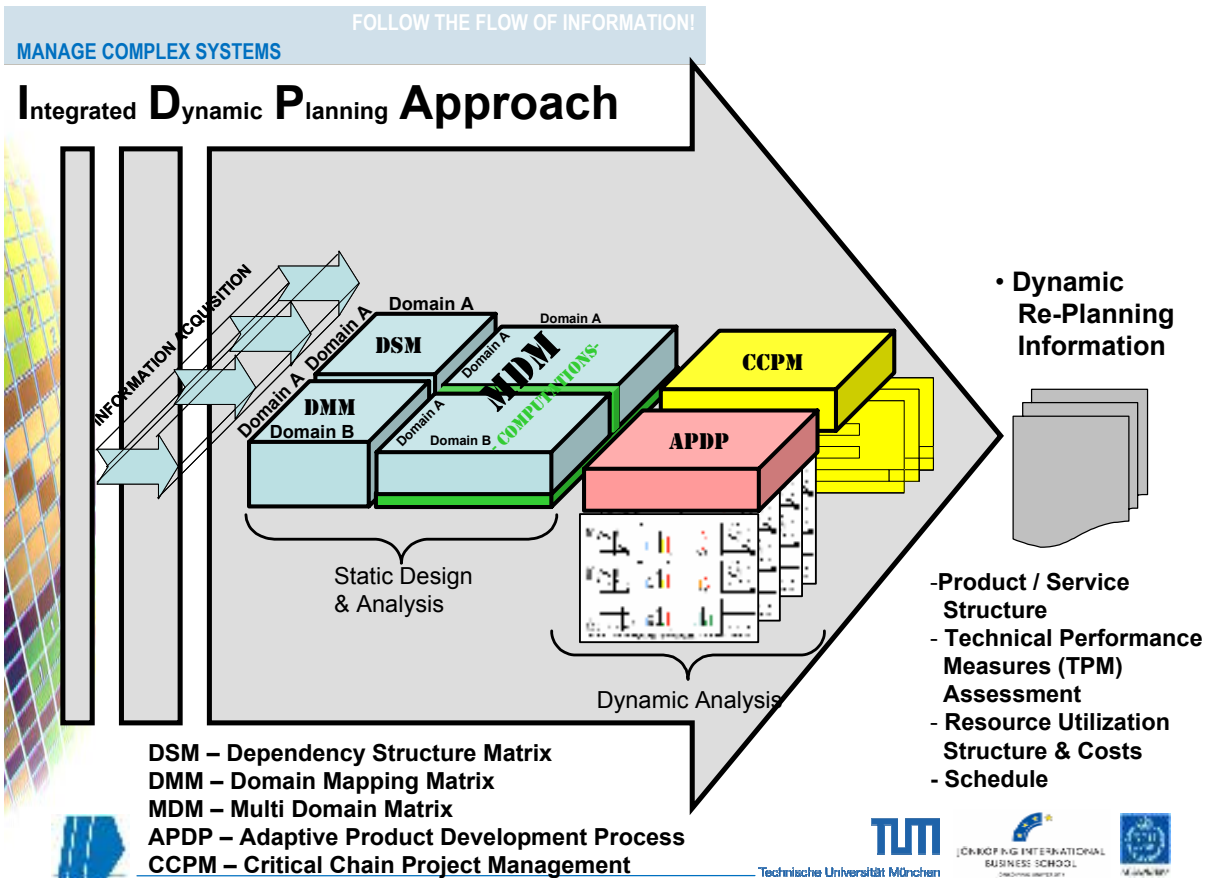 FOLLOW THE FLOW OF INFORMATION!
MANAGE COMPLEX SYSTEMS
Integrated Dynamic Planning Approach
INFORMATION ACQUISITION
Domain A
Domain A
DSM
Domain A
Domain A
MDM
- COMPUTATIONS-
Domain A
DMM
Domain B
Domain A
Domain B
CCPM
APDP
Static Design
& Analysis
Dynamic Analysis
• Dynamic
Re-Planning
Information
-Product / Service
Structure
- Technical Performance
Measures (TPM)
Assessment
- Resource Utilization
Structure & Costs
- Schedule
DSM – Dependency Structure Matrix
DMM – Domain Mapping Matrix
MDM – Multi Domain Matrix
APDP – Adaptive Product Development Process
CCPM – Critical Chain Project Management
TUM
Technische Universität München
JÖNKÖPING INTERNATIONAL
BUSINESS SCHOOL